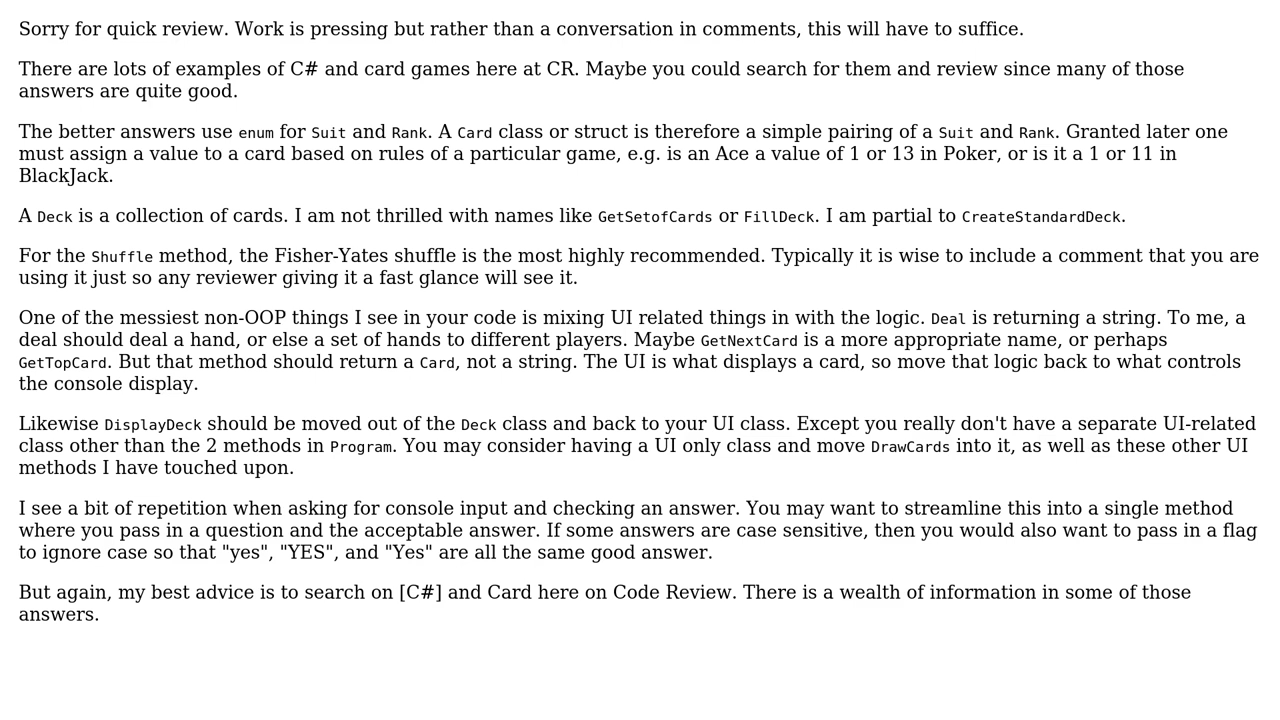 Sorry for quick review. Work is pressing but rather than a conversation in comments, this will have to suffice.
There are lots of examples of C# and card games here at CR. Maybe you could search for them and review since many of those
answers are quite good.
The better answers use enum for Suit and Rank. A Card class or struct is therefore a simple pairing of a Suit and Rank. Granted later one
must assign a value to a card based on rules of a particular game, e.g. is an Ace a value of 1 or 13 in Poker, or is it a 1 or 11 in
BlackJack.
A Deck is a collection of cards. I am not thrilled with names like GetSetofCards or FillDeck. I am partial to CreateStandardDeck.
For the Shuffle method, the Fisher-Yates shuffle is the most highly recommended. Typically it is wise to include a comment that you are
using it just so any reviewer giving it a fast glance will see it.
One of the messiest non-OOP things I see in your code is mixing UI related things in with the logic. Deal is returning a string. To me, a
deal should deal a hand, or else a set of hands to different players. Maybe GetNextCard is a more appropriate name, or perhaps
GetTopCard. But that method should return a Card, not a string. The UI is what displays a card, so move that logic back to what controls
the console display.
Likewise DisplayDeck should be moved out of the Deck class and back to your UI class. Except you really don't have a separate UI-related
class other than the 2 methods in Program. You may consider having a UI only class and move DrawCards into it, as well as these other UI
methods I have touched upon.
I see a bit of repetition when asking for console input and checking an answer. You may want to streamline this into a single method
where you pass in a question and the acceptable answer. If some answers are case sensitive, then you would also want to pass in a flag
to ignore case so that "yes", "YES", and "Yes" are all the same good answer.
But again, my best advice is to search on [C#] and Card here on Code Review. There is a wealth of information in some of those
answers.